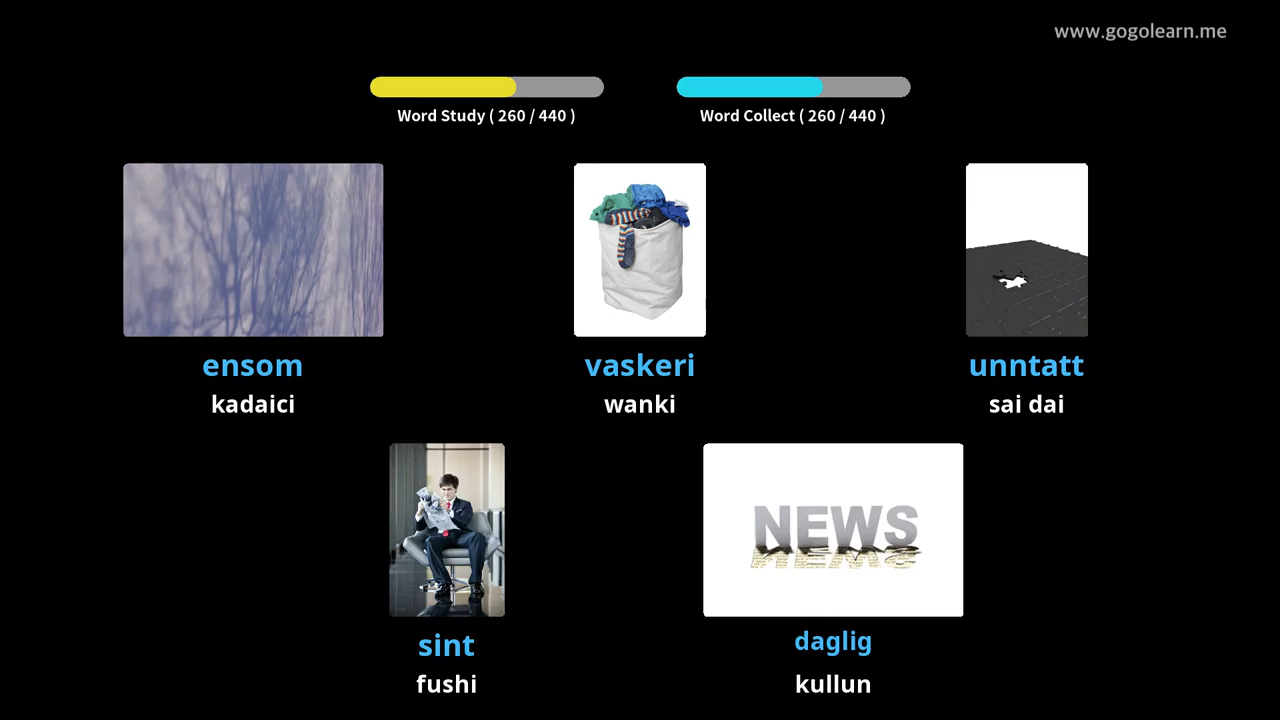 www.gogolearn.me
Word Study ( 260 / 440 )
Word Collect ( 260 / 440 )
ensom
kadaici
vaskeri
wanki
unntatt
sai dai
sint
fushi
NEWS
daglig
kullun